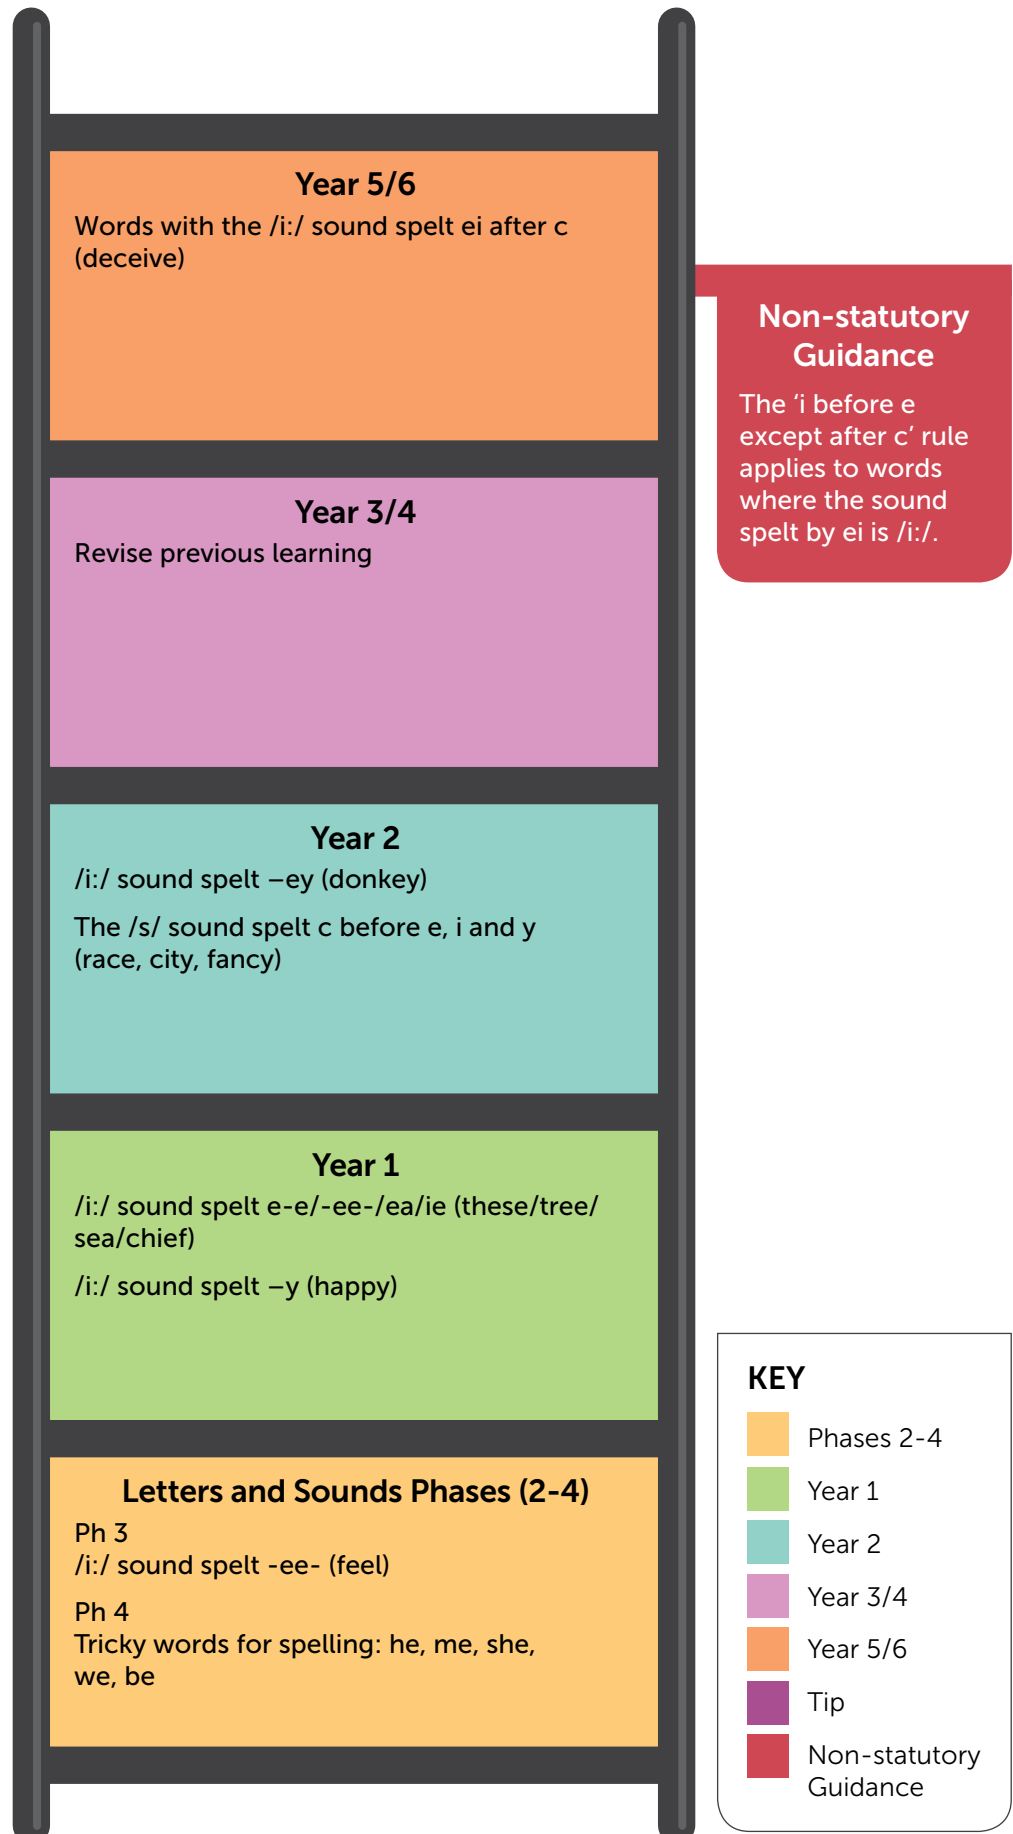 Year 5/6
Words with the /i:/ sound spelt ei after c
(deceive)
Non-statutory
Guidance
The ‘i before e
except after c’ rule
applies to words
where the sound
spelt by ei is /i:/.
Year 3/4
Revise previous learning
Year 2
/i:/ sound spelt –ey (donkey)
The /s/ sound spelt c before e, i and y
(race, city, fancy)
Year 1
/i:/ sound spelt e-e/-ee-/ea/ie (these/tree/
sea/chief)
/i:/ sound spelt –y (happy)
Letters and Sounds Phases (2-4)
Ph 3
/i:/ sound spelt -ee- (feel)
Ph 4
Tricky words for spelling: he, me, she,
we, be
KEY
Phases 2-4
Year 1
Year 2
Year 3/4
Year 5/6
Tip
Non-statutory
Guidance